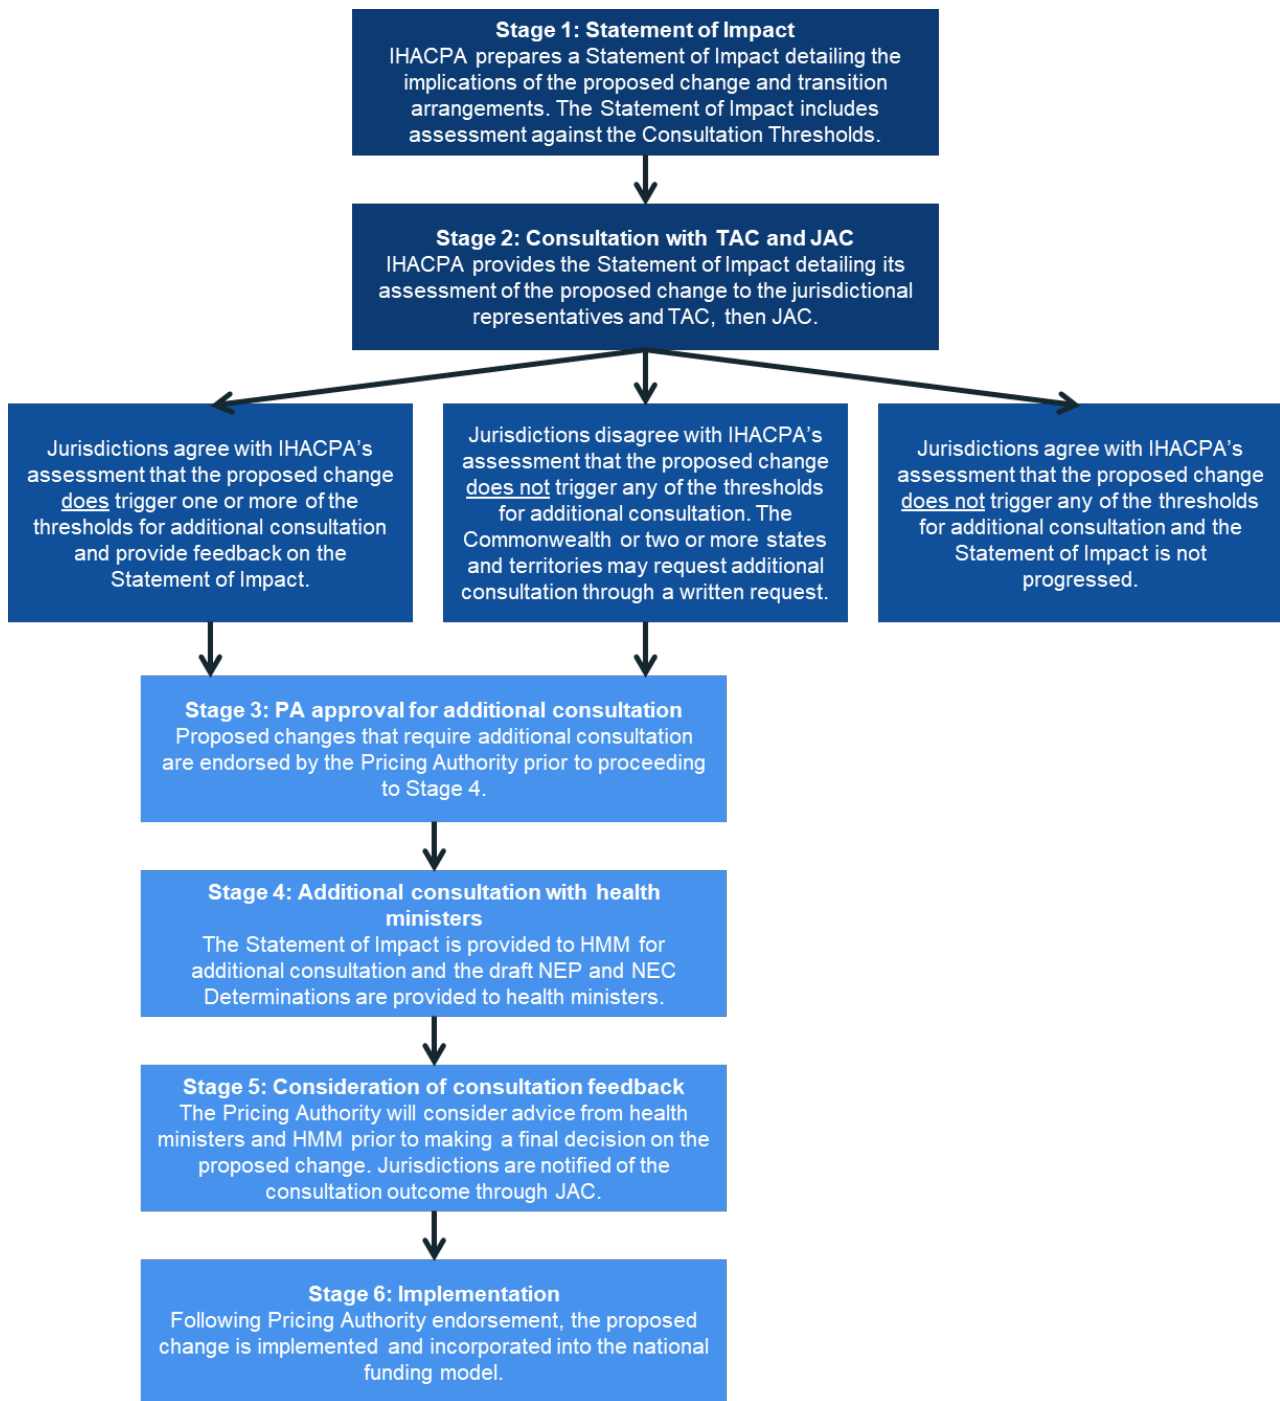 Stage 1: Statement of Impact
IHACPA prepares a Statement of Impact detailing the
implications of the proposed change and transition
arrangements. The Statement of Impact includes
assessment against the Consultation Thresholds.
Stage 2: Consultation with TAC and JAC
IHACPA provides the Statement of Impact detailing its
assessment of the proposed change to the jurisdictional
representatives and TAC, then JAC.
Jurisdictions agree with IHACPA's
assessment that the proposed change
does trigger one or more of the
thresholds for additional consultation
and provide feedback on the
Statement of Impact.
Jurisdictions disagree with IHACPA's
assessment that the proposed change
does not trigger any of the thresholds
for additional consultation. The
Commonwealth or two or more states
and territories may request additional
consultation through a written request.
Jurisdictions agree with IHACPA's
assessment that the proposed change
does not trigger any of the thresholds
for additional consultation and the
Statement of Impact is not
progressed.
Stage 3: PA approval for additional consultation
Proposed changes that require additional consultation
are endorsed by the Pricing Authority prior to proceeding
to Stage 4.
Stage 4: Additional consultation with health
ministers
The Statement of Impact is provided to HMM for
additional consultation and the draft NEP and NEC
Determinations are provided to health ministers.
Stage 5: Consideration of consultation feedback
The Pricing Authority will consider advice from health
ministers and HMM prior to making a final decision on the
proposed change. Jurisdictions are notified of the
consultation outcome through JAC.
Stage 6: Implementation
Following Pricing Authority endorsement, the proposed
change is implemented and incorporated into the national
funding model.